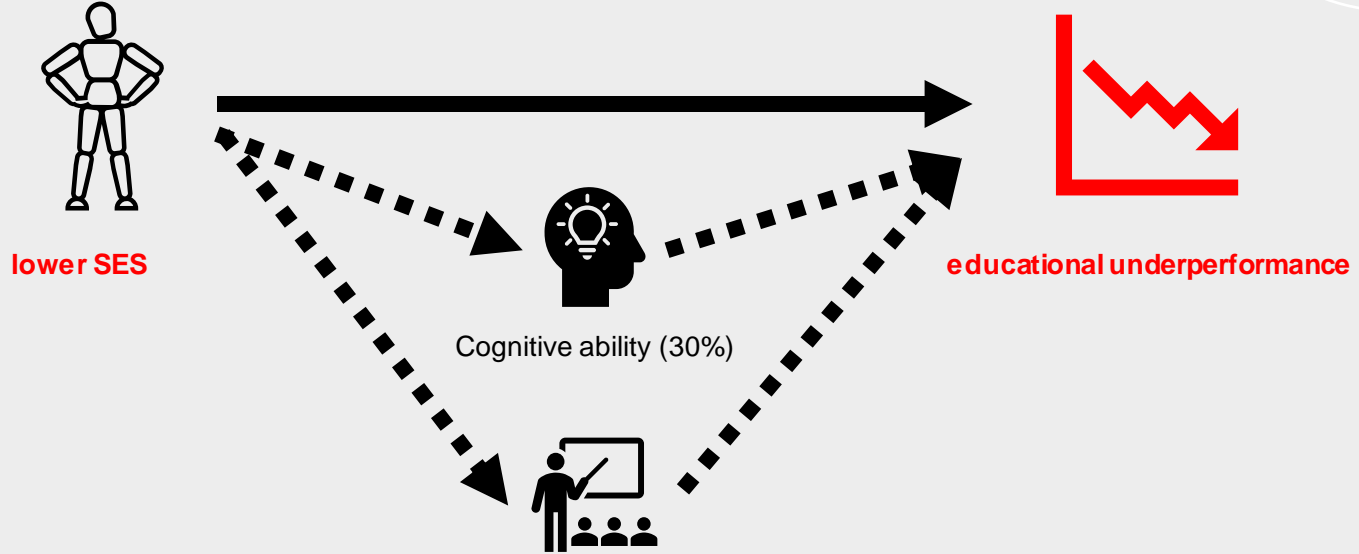 lower SES
educational underperformance
Cognitive ability (30%)